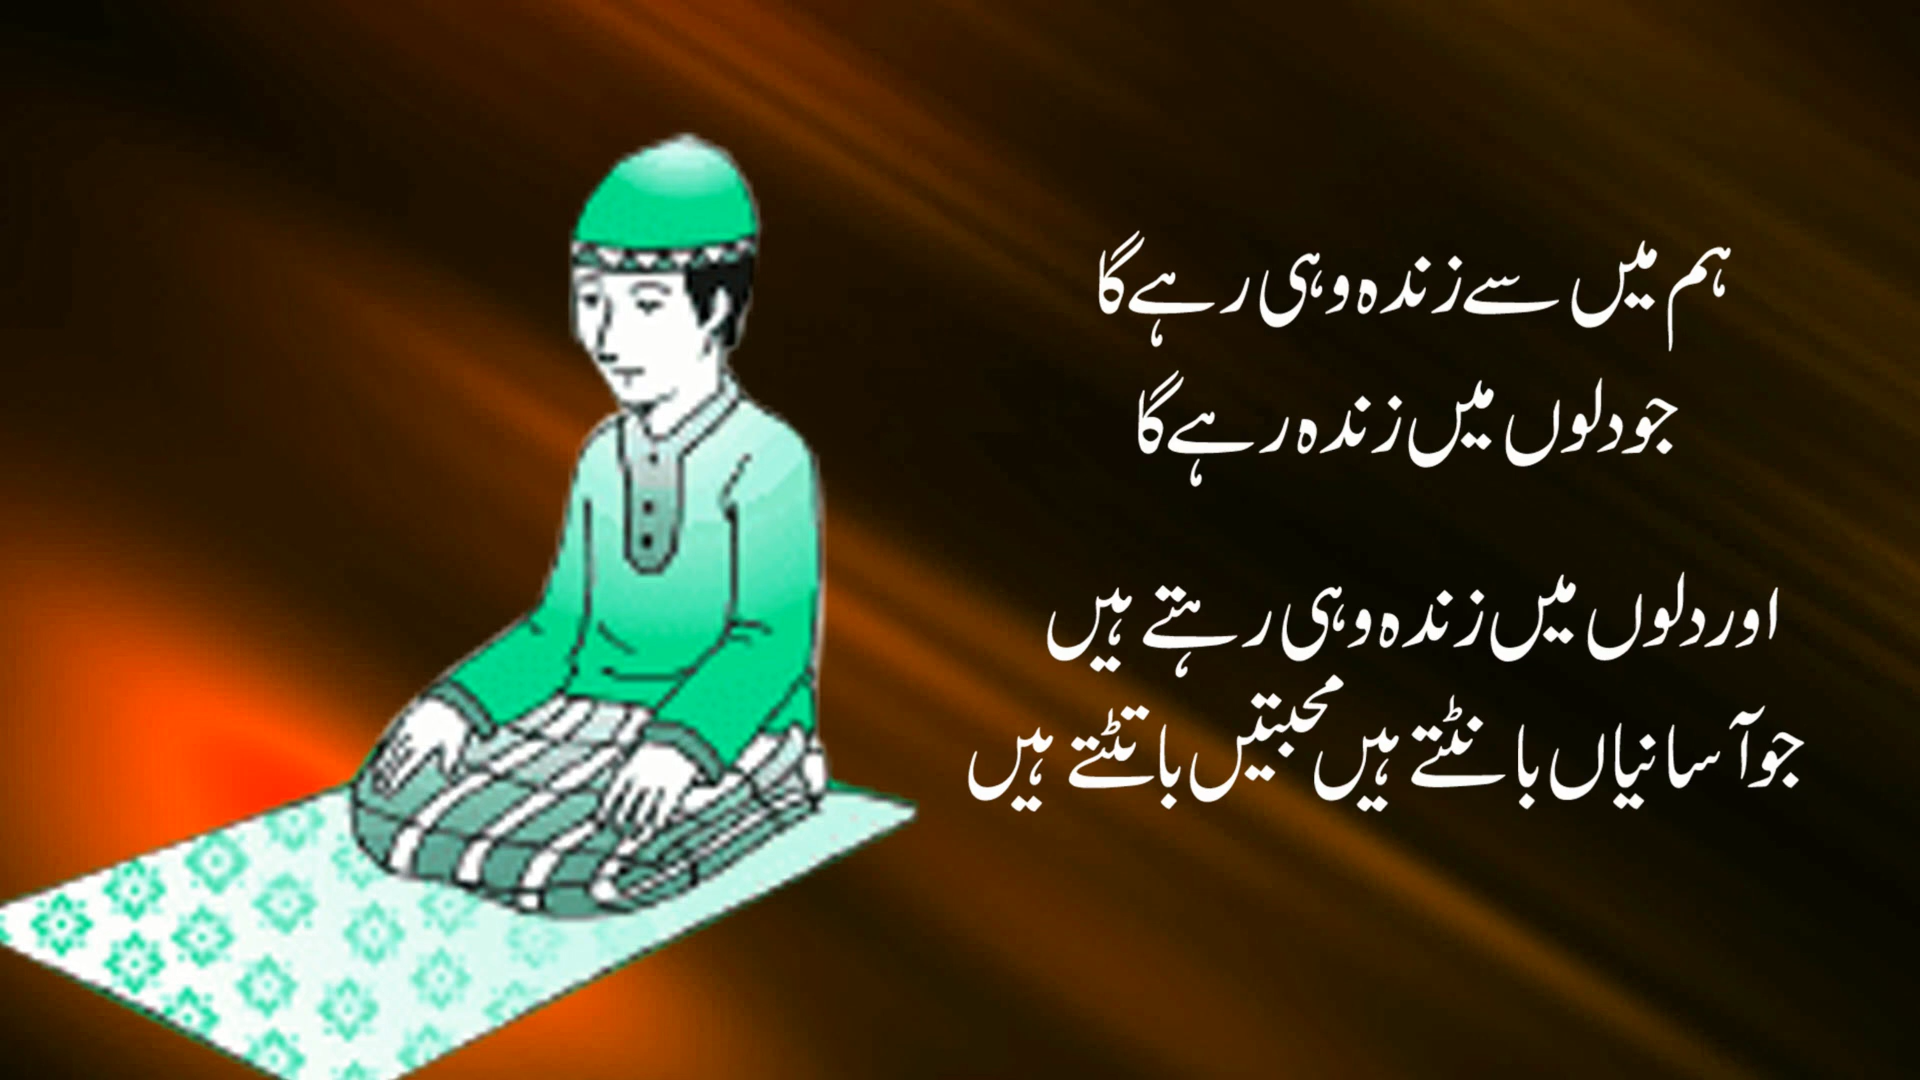 ہم میں سے زندہ وہی رہے گا
جو دلوں میں زندہ رہے گا
اور دلوں میں زندہ وہی رہتے ہیں
جو آسانیاں بانٹتے ہیں محبتیں باتٹتے ہیں